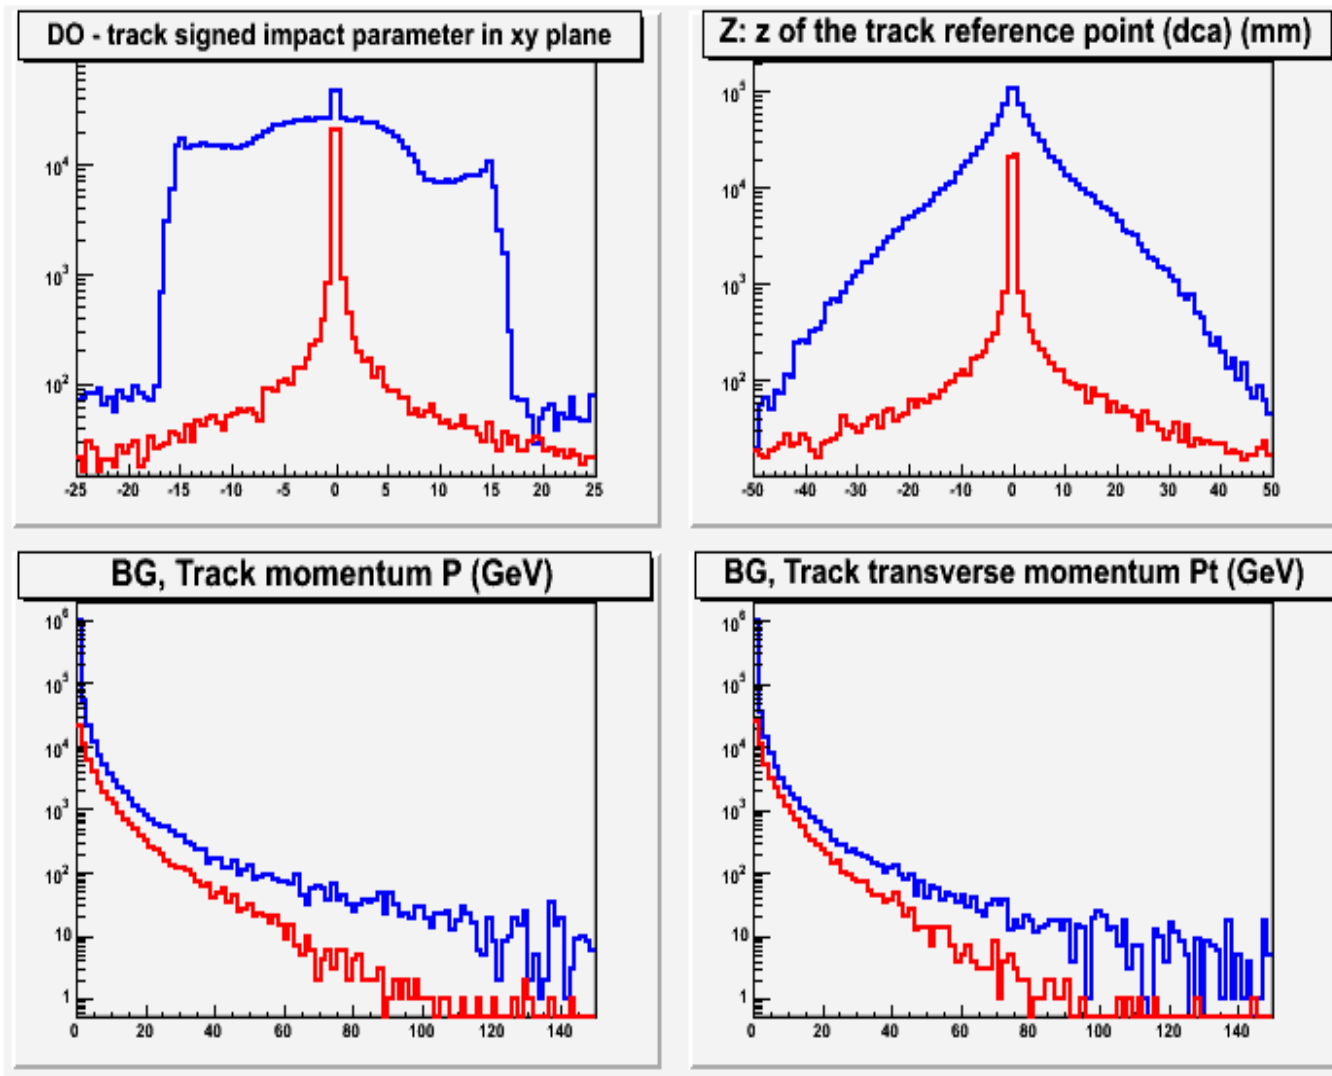 DO - track signed impact parameter in xy plane
Z: z of the track reference point (dca) (mm)
10⁴
10³
10²
-25 -20 -15 -10 -5 0 5 10 15 20 25
10⁵
10⁴
10³
10²
-50 -40 -30 -20 -10 0 10 20 30 40 50
BG, Track momentum P (GeV)
BG, Track transverse momentum Pt (GeV)
10⁶
10⁵
10⁴
10³
10²
10
1
0 20 40 60 80 100 120 140
10⁶
10⁵
10⁴
10³
10²
10
1
0 20 40 60 80 100 120 140